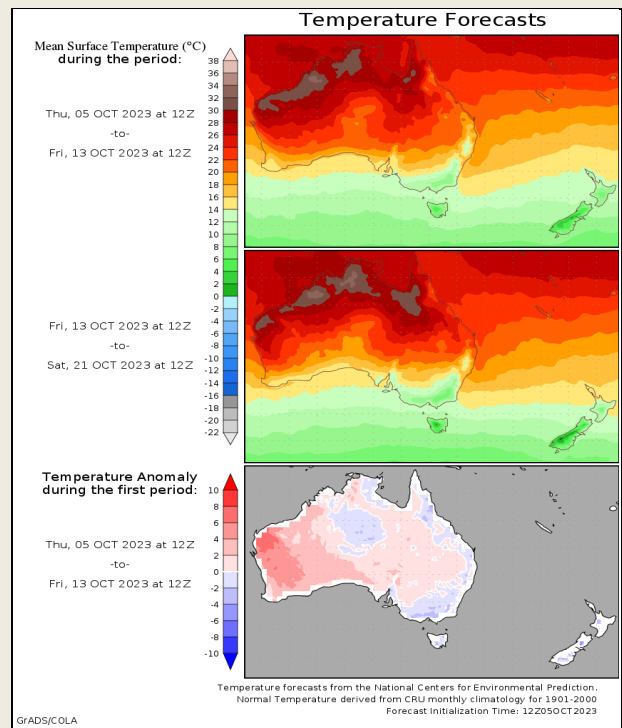 Temperature Forecasts
Mean Surface Temperature (°C)
during the period:
Thu, 05 OCT 2023 at 12Z
-to-
Fri, 13 OCT 2023 at 12Z
38
36
34
32
30
28
26
24
22
20
18
16
14
12
10
8
6
4
2
0
-2
-4
-6
-8
-10
-12
-14
-16
-18
-20
-22
Fri, 13 OCT 2023 at 12Z
-to-
Sat, 21 OCT 2023 at 12Z
Temperature Anomaly
during the first period:
Thu, 05 OCT 2023 at 12Z
-to-
Fri, 13 OCT 2023 at 12Z
10
8
6
4
2
0
-2
-4
-6
-8
-10
Temperature forecasts from the National Centers for Environmental Prediction.
Normal Temperature derived from CRU monthly climatology for 1901-2000
Forecast Initialization Time: 12Z05OCT2023
GrADS/COLA